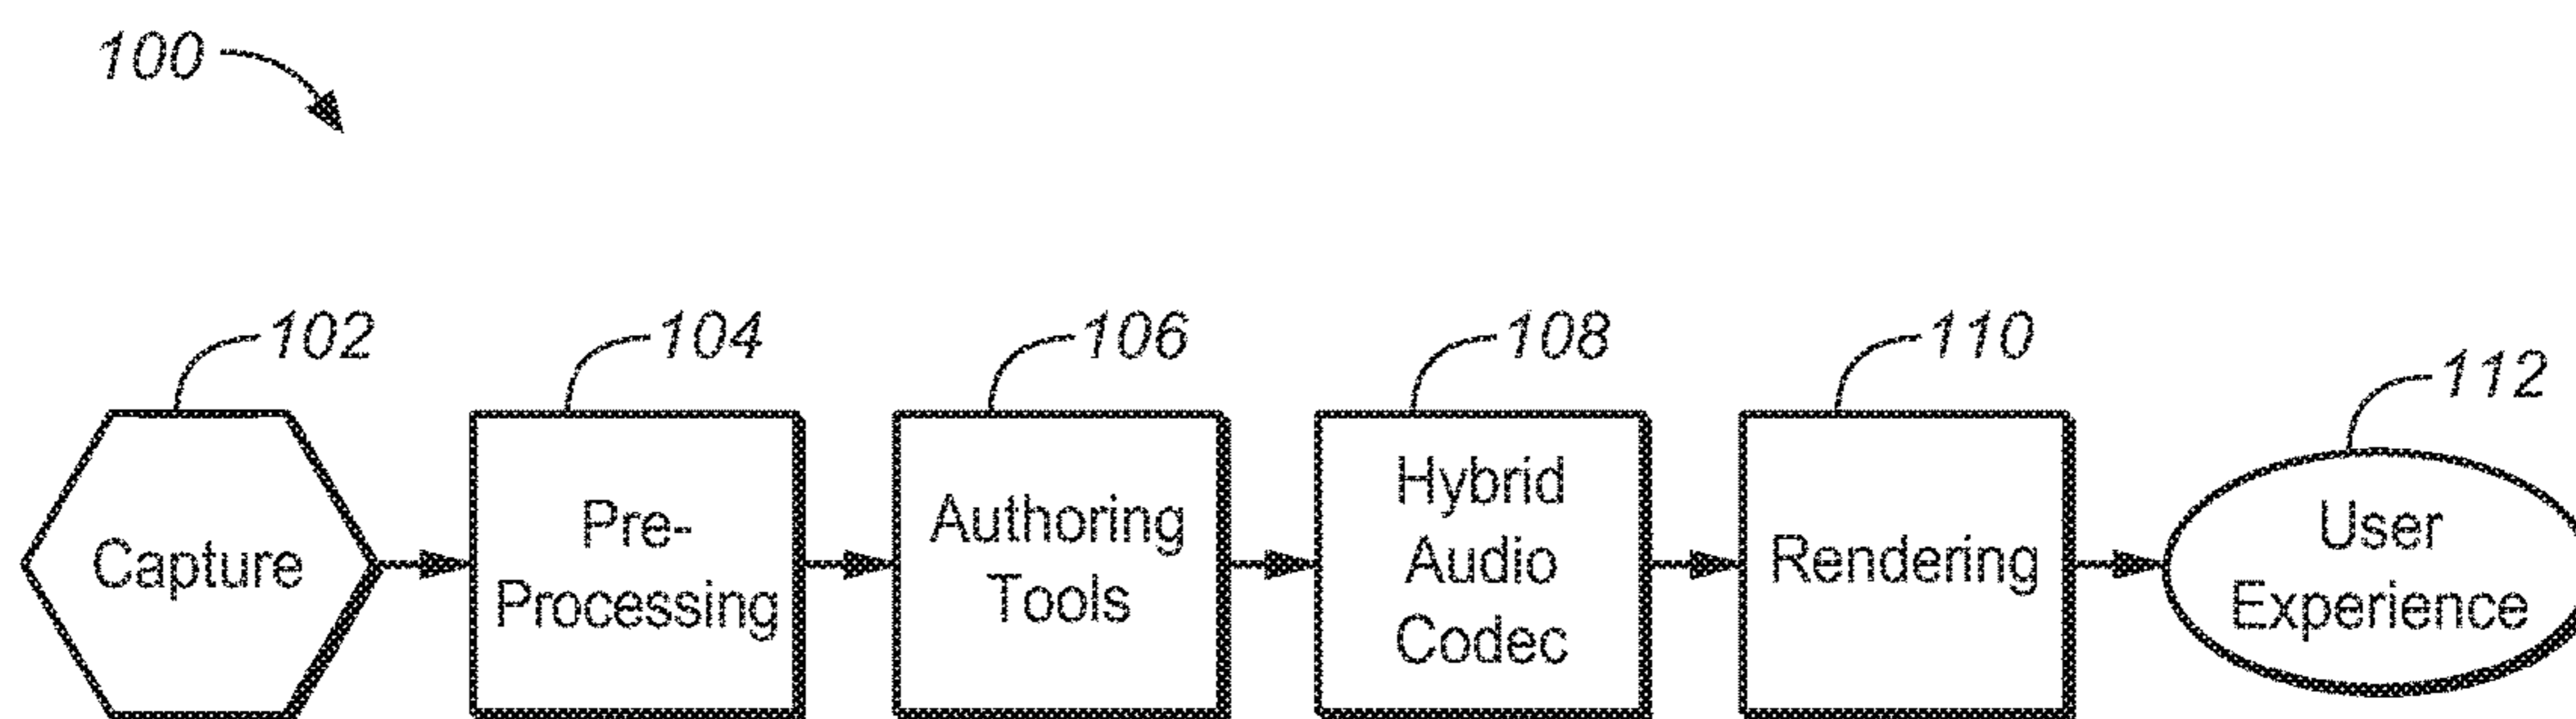 100
102
104
106
108
110
112
Capture
Pre-
Processing
Authoring
Tools
Hybrid
Audio
Codec
Rendering
User
Experience